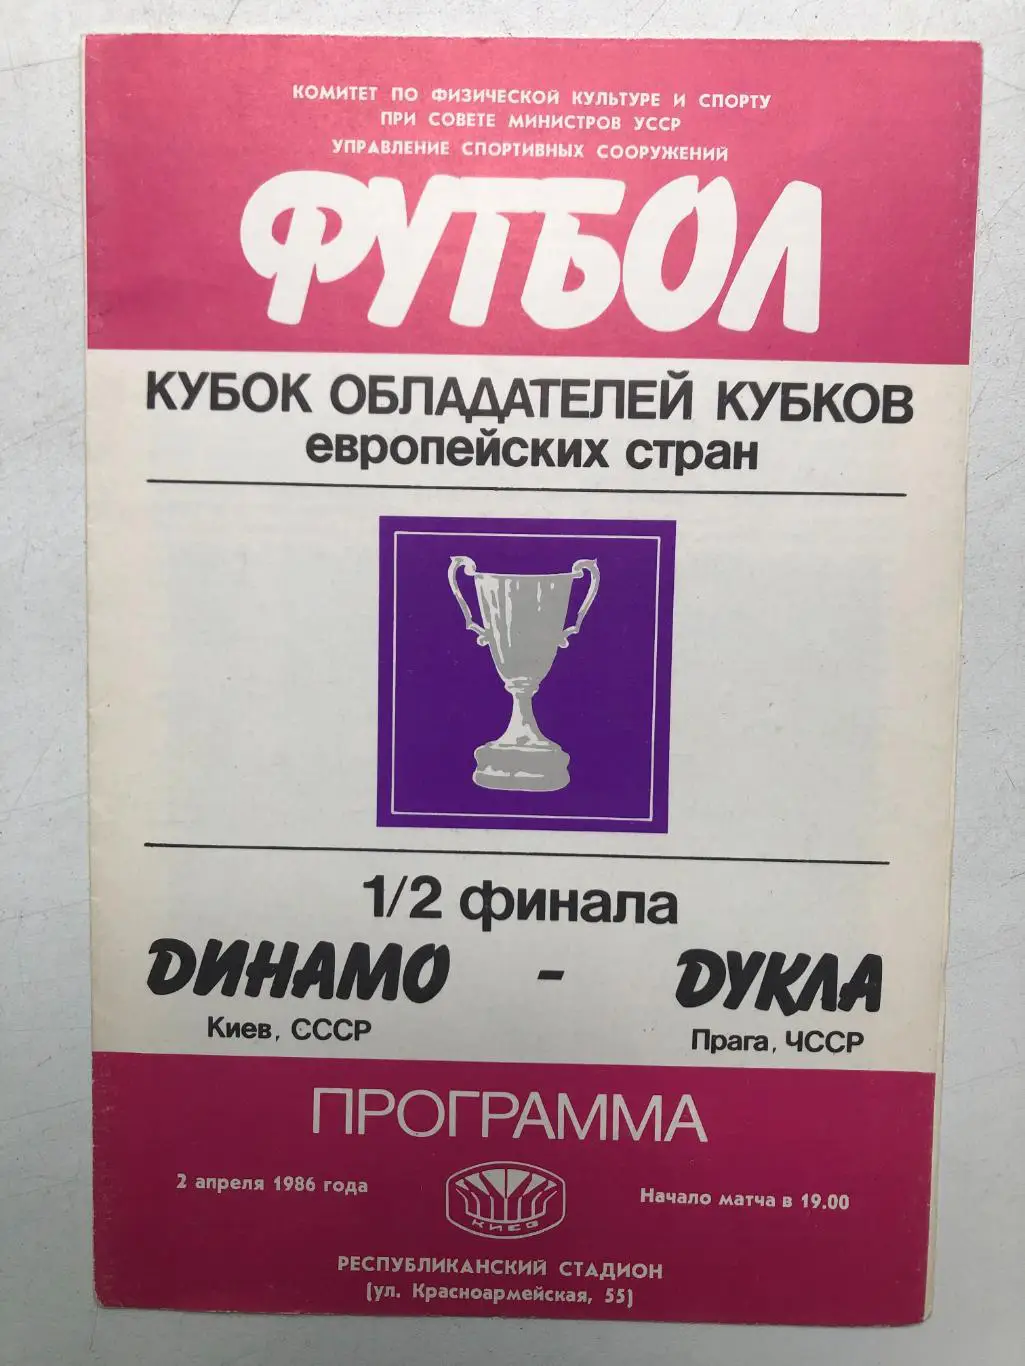 КОМИТЕТ ПО ФИЗИЧЕСКОЙ КУЛЬТУРЕ И СПОРТУ
ПРИ СОВЕТЕ МИНИСТРОВ УССР
УПРАВЛЕНИЕ СПОРТИВНЫХ СООРУЖЕНИЙ
ФУТБОЛ
КУБОК ОБЛАДАТЕЛЕЙ КУБКОВ
европейских стран
1/2 финала
ДИНАМО - ДУКЛА
Киев, СССР Прага, ЧССР
ПРОГРАММА
2 апреля 1986 года
КИЕВ
Начало матча в 19.00
РЕСПУБЛИКАНСКИЙ СТАДИОН
(ул. Красноармейская, 55)